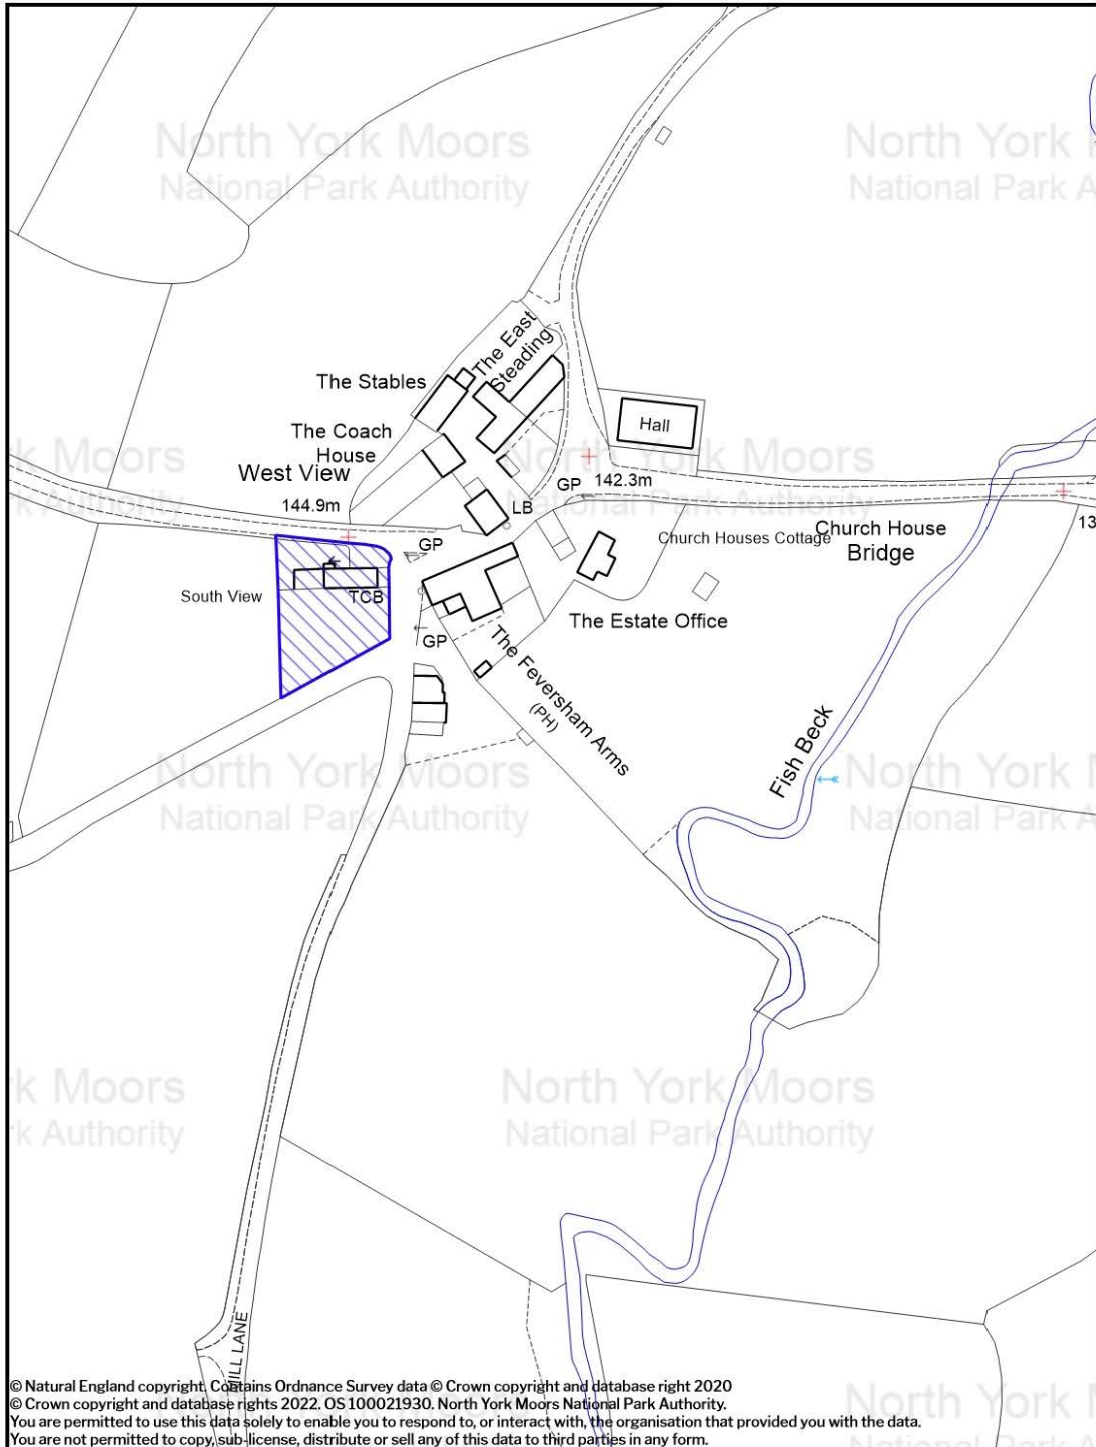 North York Moors
National Park Authority
North York M
National Park A
The East
Steading
The Stables
The Coach
House
Hall
k Moors
rk Authority
North York Moors
National Park Authority
West View
144.9m
GP
142.3m
LB
Church House
Bridge
Church Houses Cottage
13
GP
South View
TCB
The Estate Office
GP
The Feversham Arms
(PH)
Fish Beck
North York Moors
National Park Authority
North York M
National Park A
k Moors
rk Authority
North York Moors
National Park Authority
MILL LANE
© Natural England copyright. Contains Ordnance Survey data © Crown copyright and database right 2020
© Crown copyright and database rights 2022. OS 100021930. North York Moors National Park Authority.
You are permitted to use this data solely to enable you to respond to, or interact with, the organisation that provided you with the data.
You are not permitted to copy, sub-license, distribute or sell any of this data to third parties in any form.
North York M